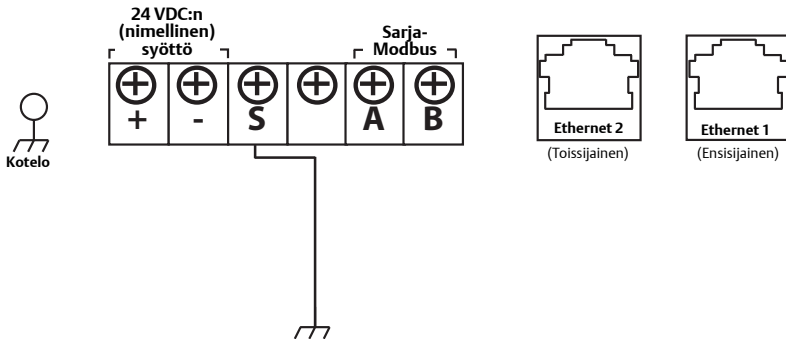 24 VDC:n
(nimellinen)
syöttö
Sarja-
Modbus
+ - S A B
Kotelo
Ethernet 2
(Toissijainen)
Ethernet 1
(Ensisijainen)